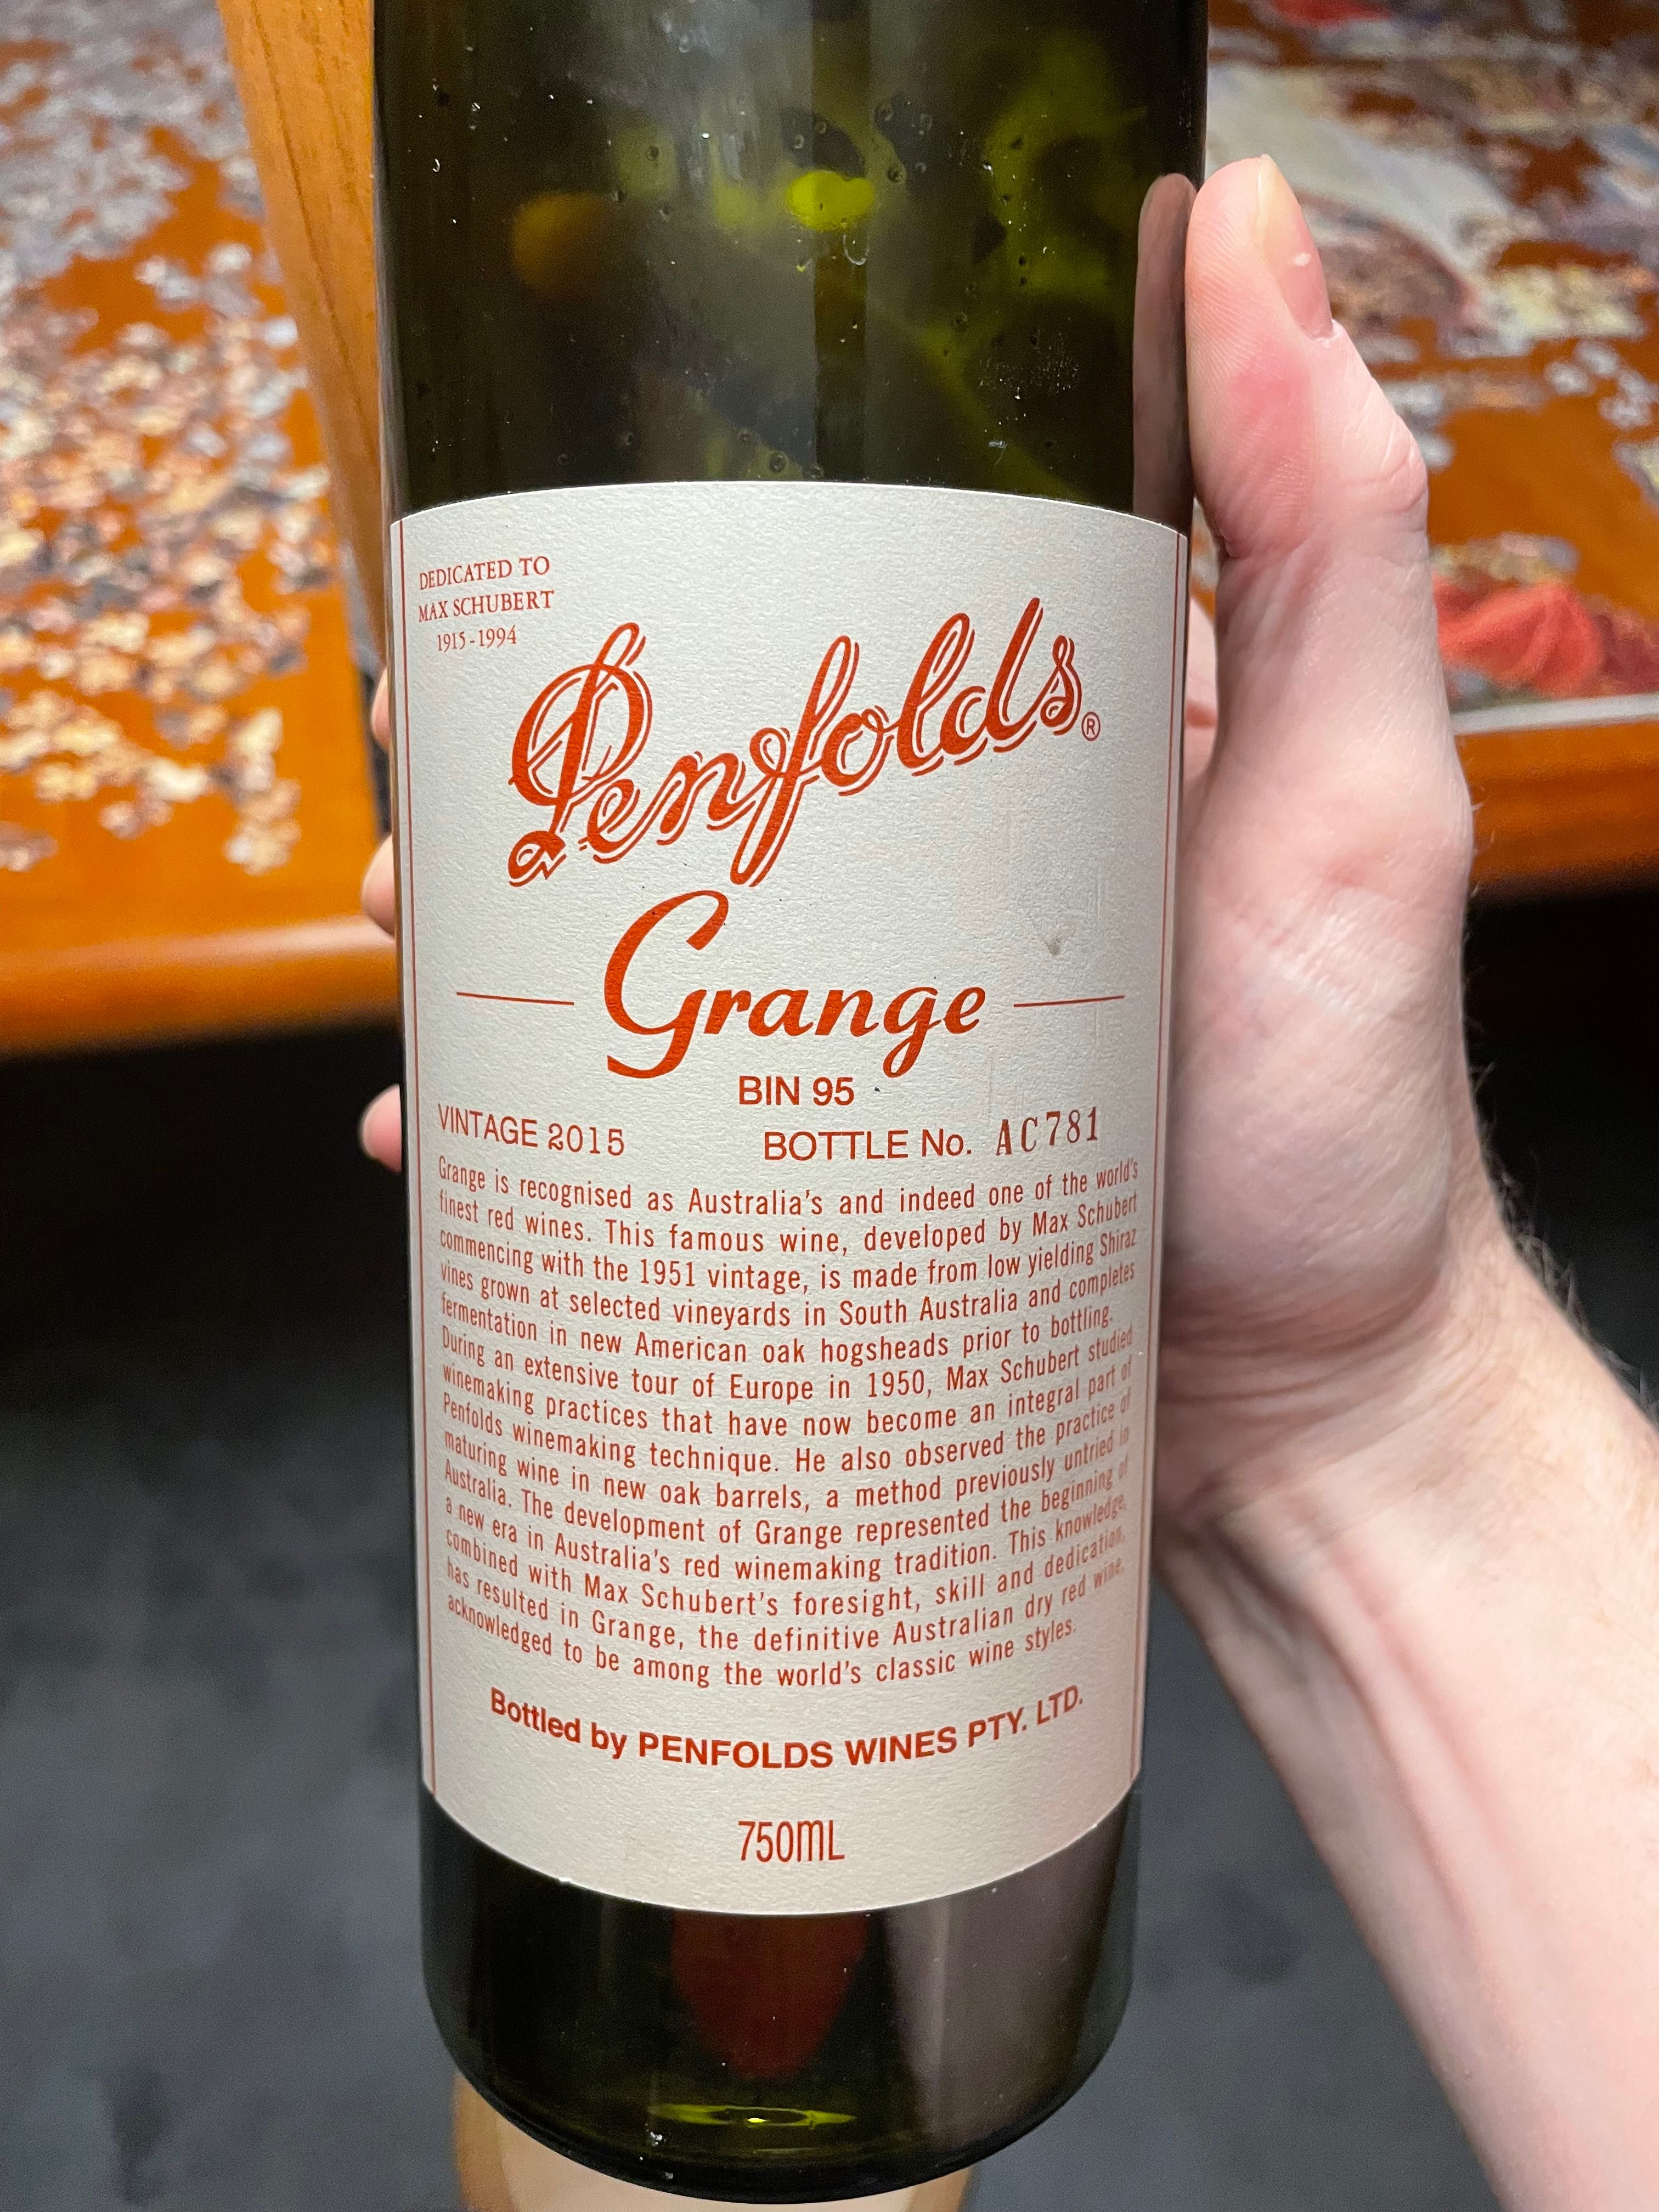 DEDICATED TO
MAX SCHUBERT
1915-1994
Penfolds®
Grange
BIN 95
VINTAGE 2015 BOTTLE No. AC781
Grange is recognised as Australia's and indeed one of the world's
finest red wines. This famous wine, developed by Max Schubert
commencing with the 1951 vintage, is made from low yielding Shiraz
vines grown at selected vineyards in South Australia and completes
fermentation in new American oak hogsheads prior to bottling.
During an extensive tour of Europe in 1950, Max Schubert studied
winemaking practices that have now become an integral part of
Penfolds winemaking technique. He also observed the practice of
maturing wine in new oak barrels, a method previously untried in
Australia. The development of Grange represented the beginning of
a new era in Australia's red winemaking tradition. This knowledge,
combined with Max Schubert's foresight, skill and dedication,
has resulted in Grange, the definitive Australian dry red wine,
acknowledged to be among the world's classic wine styles.
Bottled by PENFOLDS WINES PTY. LTD.
750ML